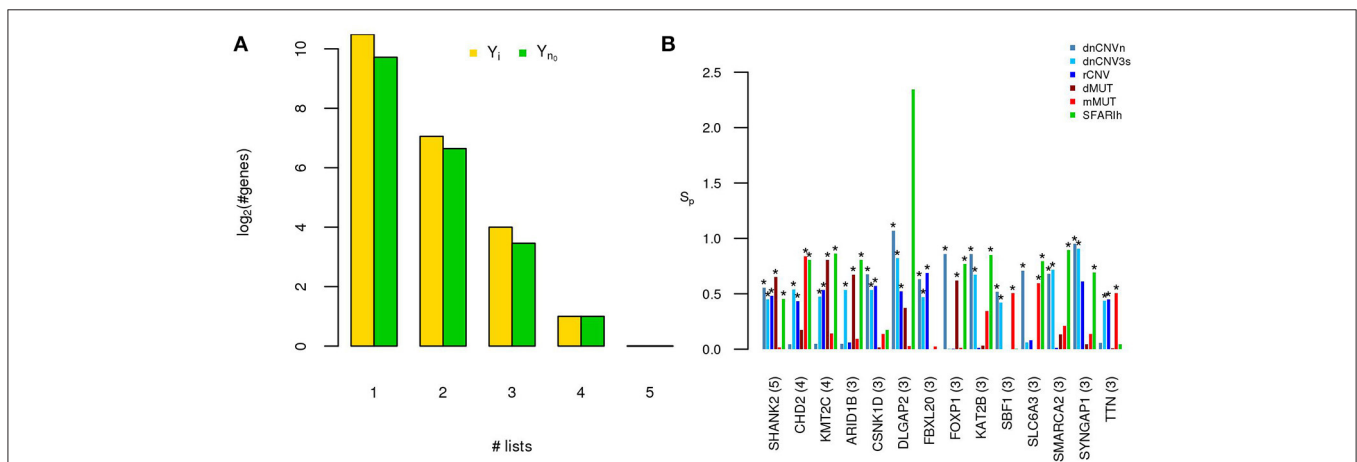 A
Yᵢ Yₙ₀
log₂(#genes)
10
8
6
4
2
0
1 2 3 4 5
# lists
B
dnCNVn
dnCNV3s
rCNV
dMUT
mMUT
SFARIh
Sₚ
2.5
2.0
1.5
1.0
0.5
0.0
SHANK2 (5)
CHD2 (4)
KMT2C (4)
ARID1B (3)
CSNK1D (3)
DLGAP2 (3)
FBXL20 (3)
FOXP1 (3)
KAT2B (3)
SBF1 (3)
SLC6A3 (3)
SMARCA2 (3)
SYNGAP1 (3)
TTN (3)